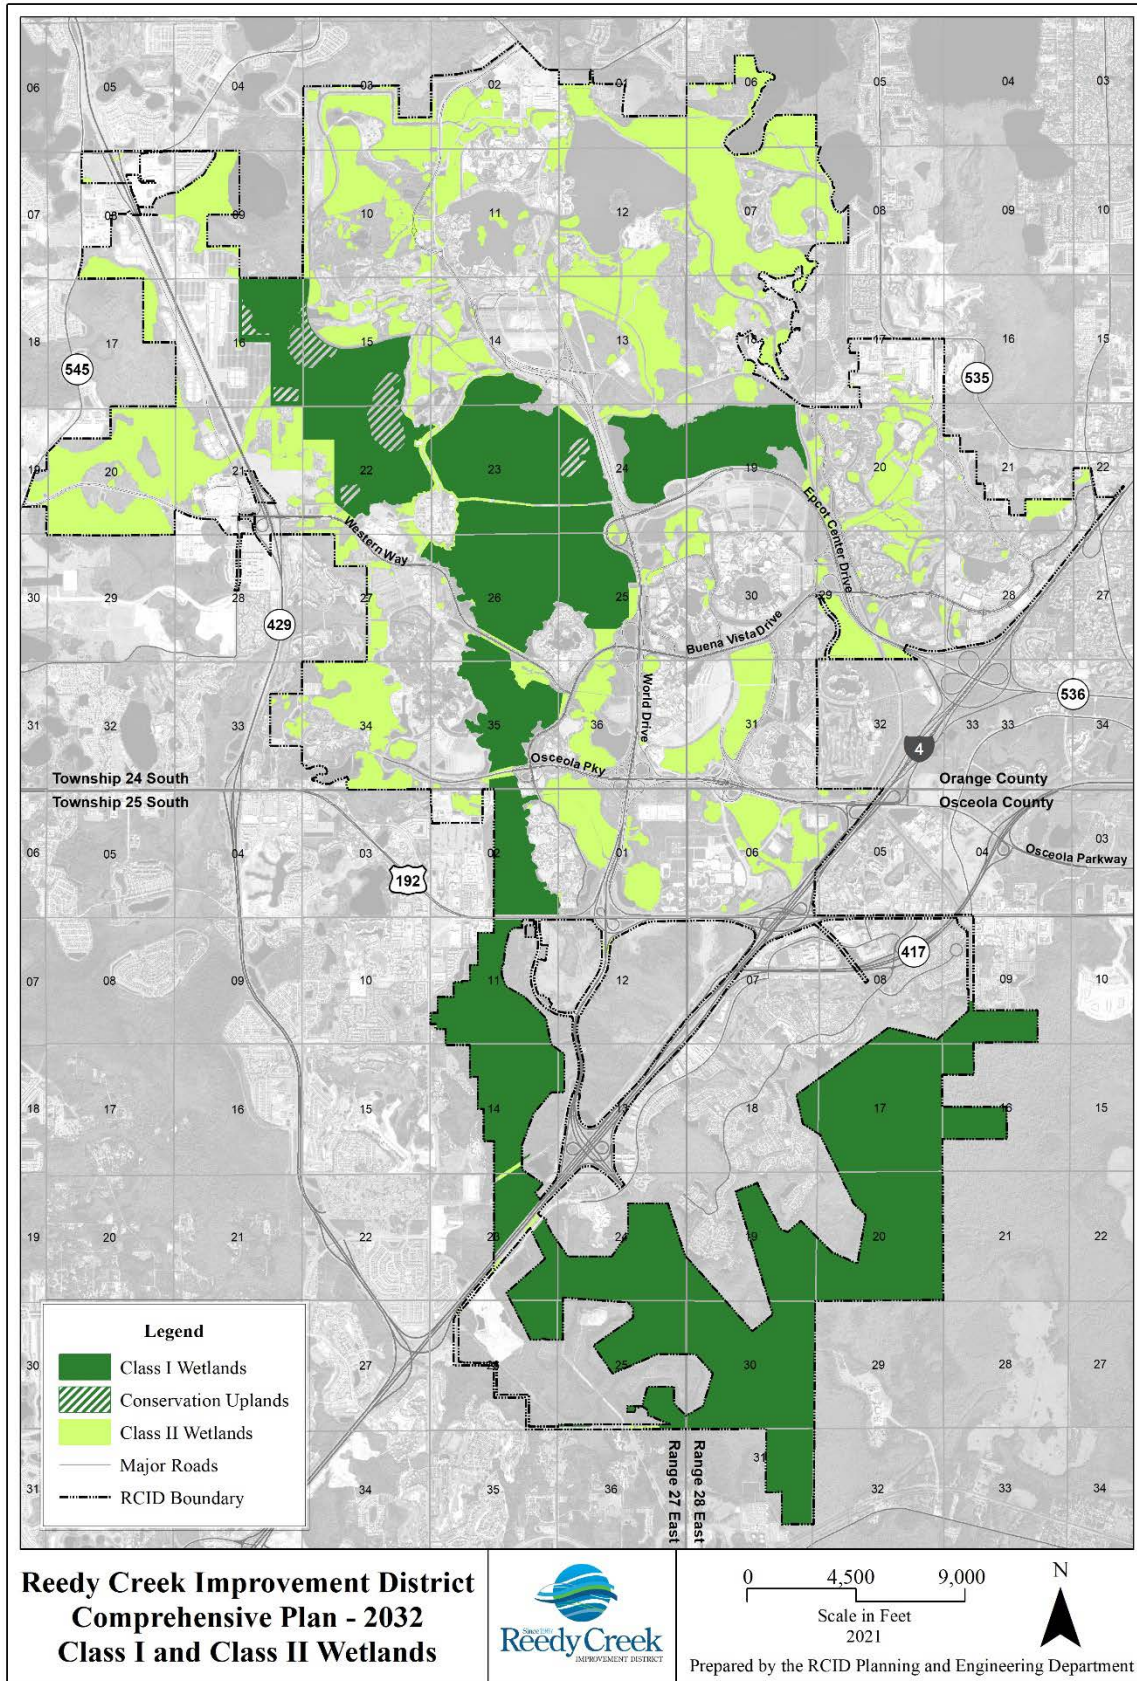 06 05 04 03 02 01 06 05 04 03
07 08 09 10 11 12 07 08 09 10
18 17 15 14 13 18 17 16 15
545
535
19 20 21 22 23 24 19 20 21 22
Epcot Center Drive
Western Way
30 29 28 27 26 25 30 29 28 27
429
Buena Vista Drive
World Drive
536
31 32 33 34 35 36 31 32 33 33 34
4
Osceola Pky
Township 24 South
Orange County
Township 25 South
Osceola County
06 05 04 03 02 01 06 05 04 03
Osceola Parkway
192
417
07 08 09 10 11 12 07 08 09 10
18 17 16 15 14 13 18 17 16 15
19 20 21 22 23 24 19 20 21 22
30 27 25 30 29 28 27
31 34 35 36 31 32 33 34
Range 27 East
Range 28 East
Legend
Class I Wetlands
Conservation Uplands
Class II Wetlands
Major Roads
RCID Boundary
Reedy Creek Improvement District
Comprehensive Plan - 2032
Class I and Class II Wetlands
Since 1967
Reedy Creek
IMPROVEMENT DISTRICT
0 4,500 9,000
Scale in Feet
2021
N
Prepared by the RCID Planning and Engineering Department